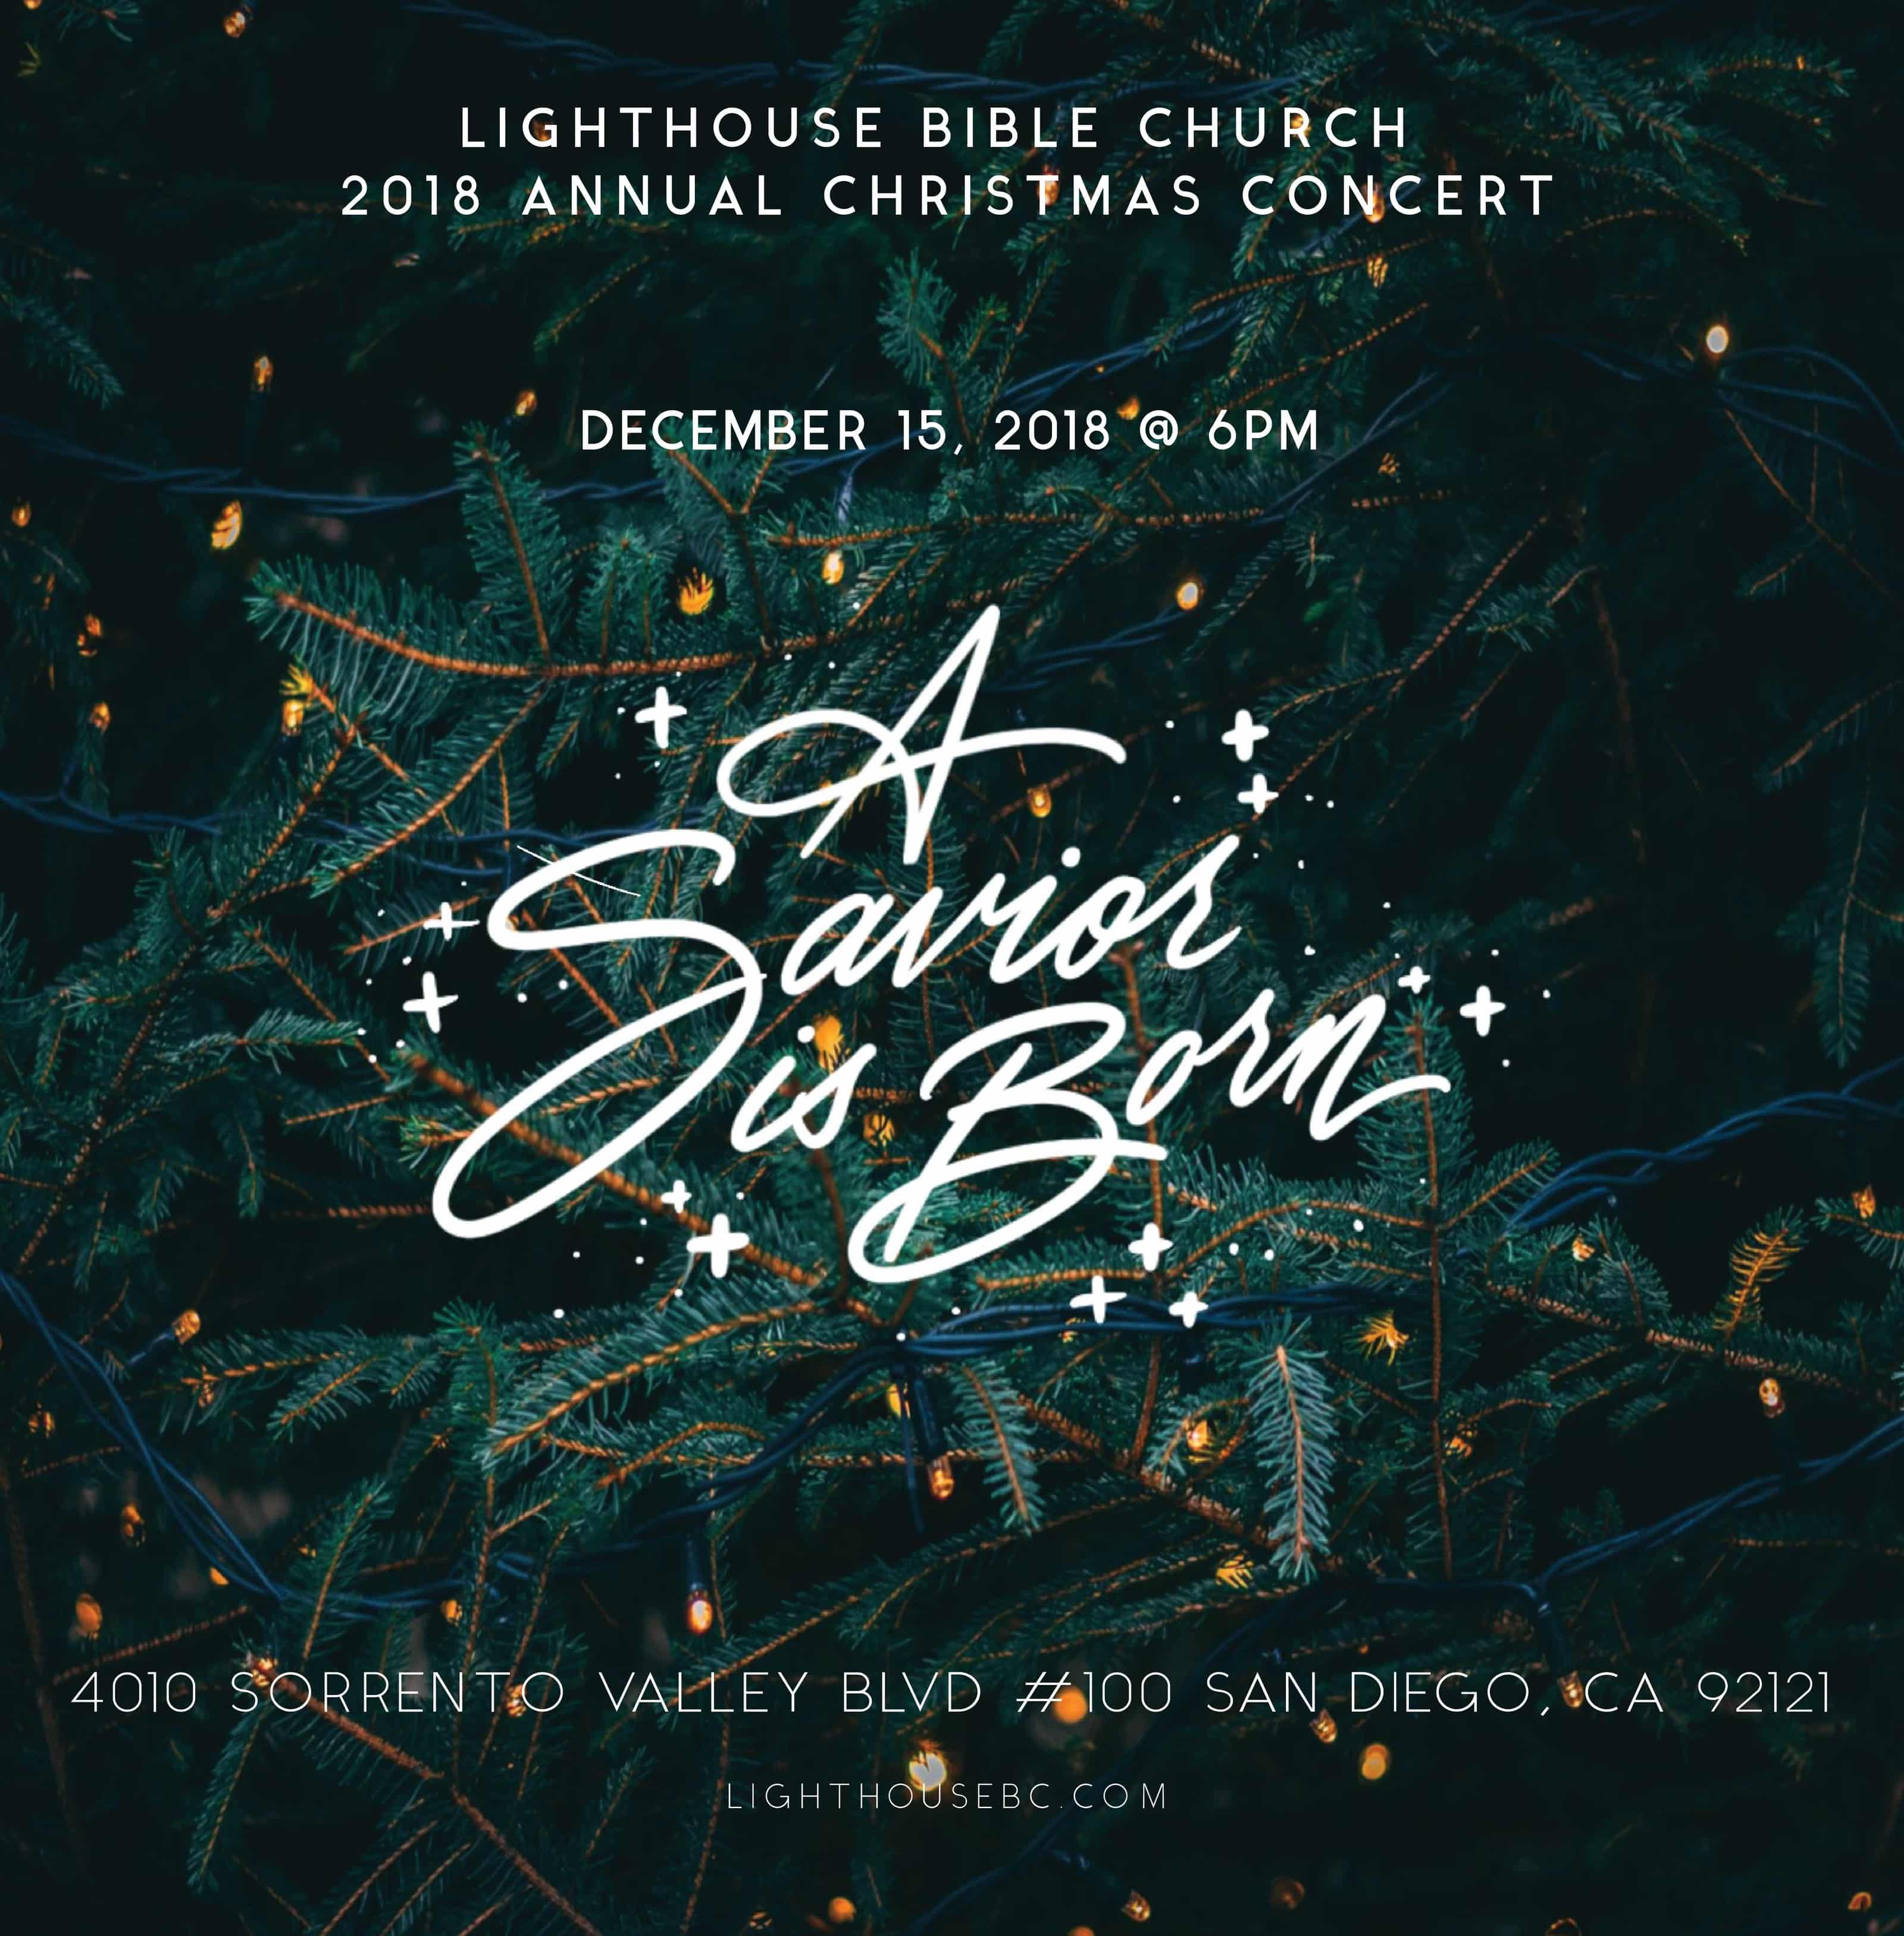 LIGHTHOUSE BIBLE CHURCH
2018 ANNUAL CHRISTMAS CONCERT
DECEMBER 15, 2018 @ 6PM
A
Savior
is Born
4010 SORRENTO VALLEY BLVD #100 SAN DIEGO, CA 92121
LIGHTHOUSEBC.COM